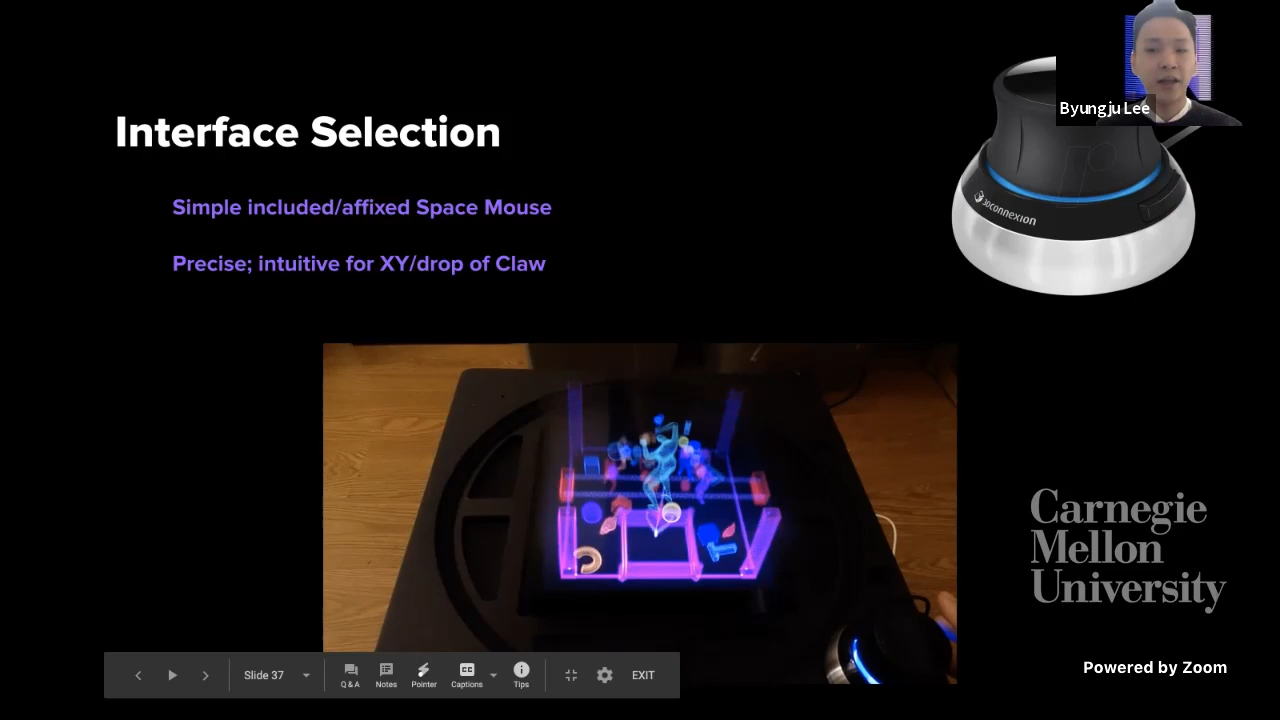 Byungju Lee
Interface Selection
Simple included/affixed Space Mouse
Precise; intuitive for XY/drop of Claw
3Dconnexion
Carnegie
Mellon
University
Powered by Zoom
Slide 37
Q & A
Notes
Pointer
CC
Captions
Tips
EXIT